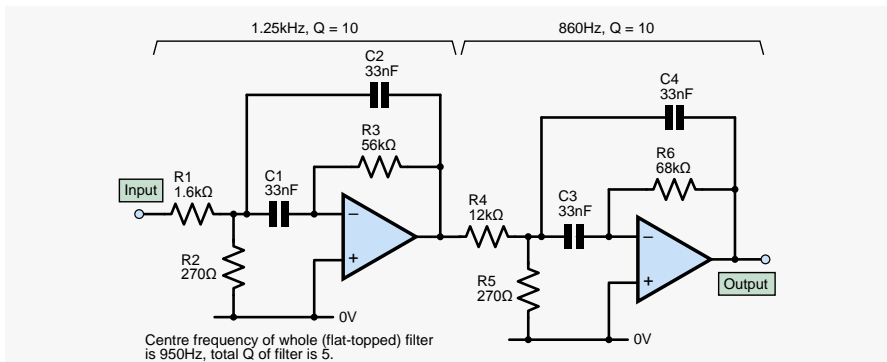 1.25kHz, Q = 10
860Hz, Q = 10
C2
33nF
C4
33nF
R3
56kΩ
R6
68kΩ
R1
1.6kΩ
C1
33nF
Input
R4
12kΩ
C3
33nF
–
+
–
+
R2
270Ω
R5
270Ω
Output
0V
0V
Centre frequency of whole (flat-topped) filter
is 950Hz, total Q of filter is 5.